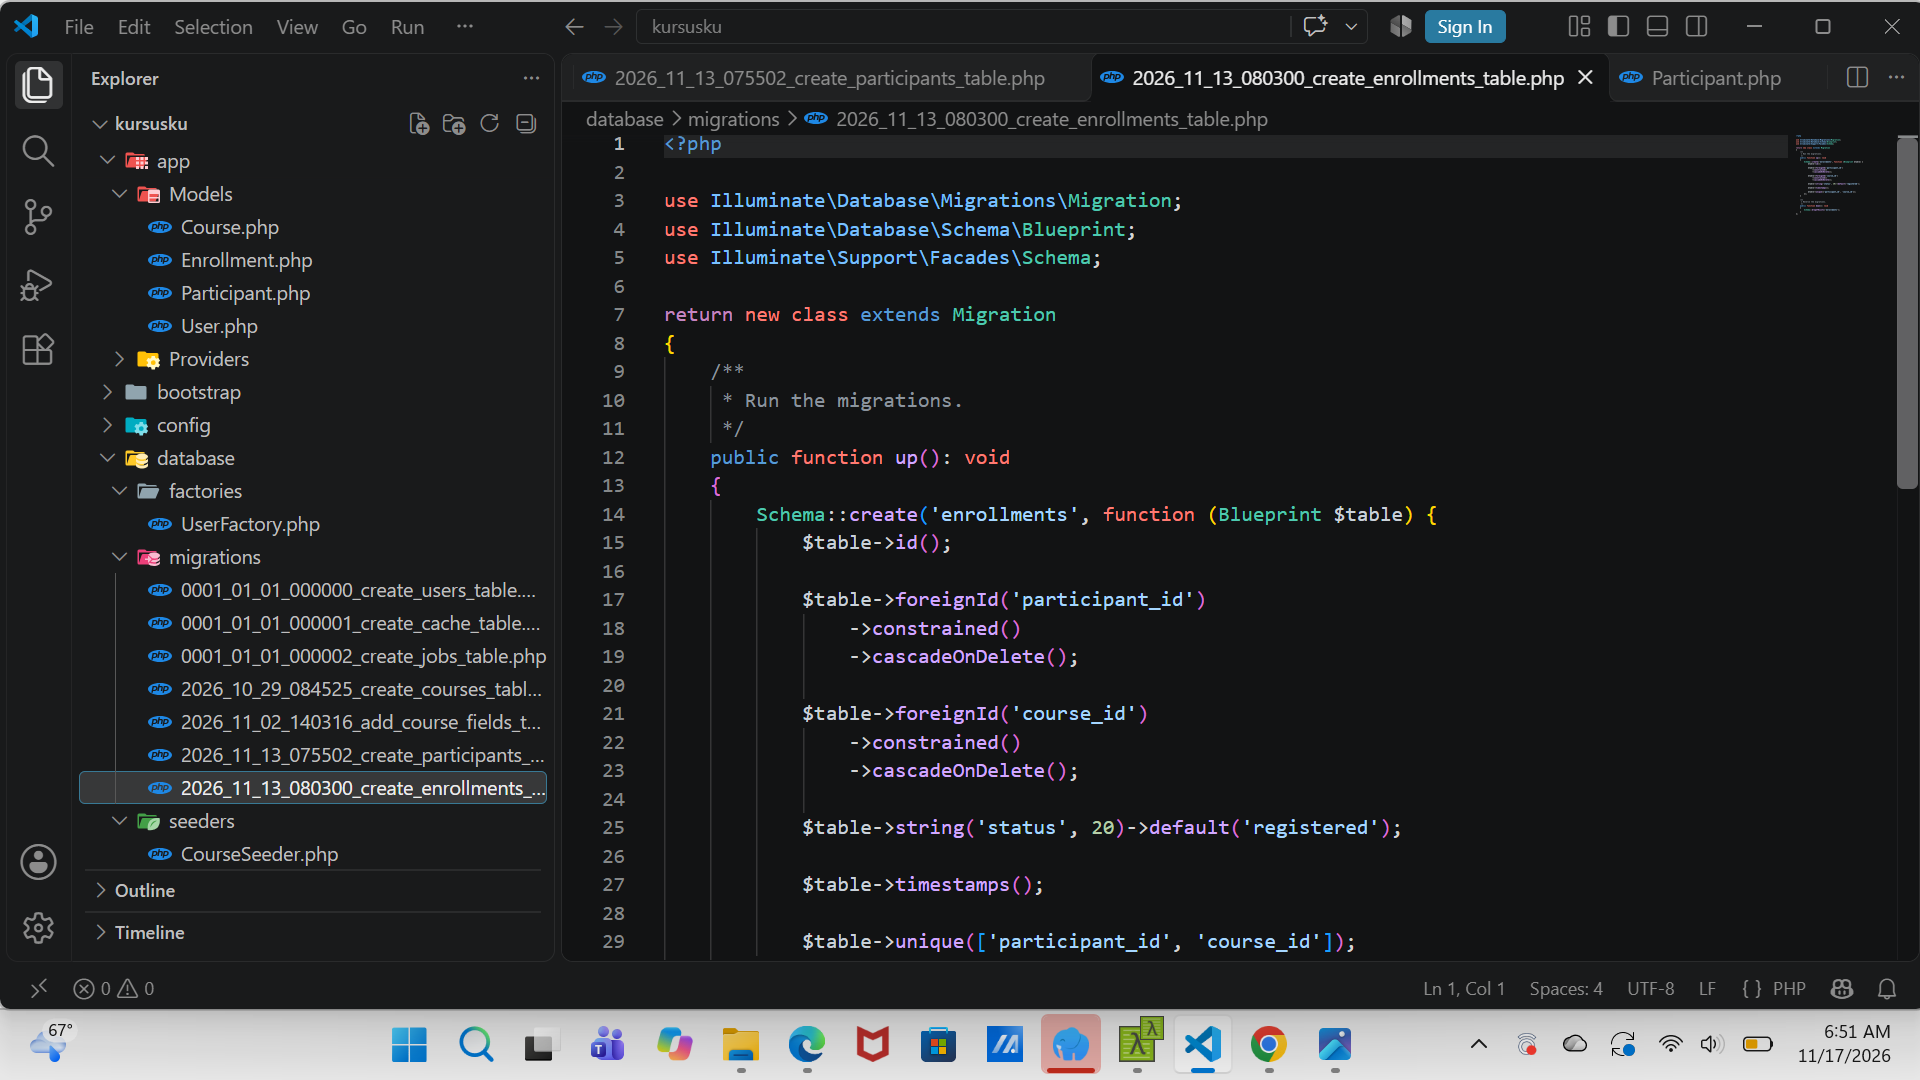 File Edit Selection View Go Run ···
kursusku
Sign In
Explorer
kursusku
app
Models
Course.php
Enrollment.php
Participant.php
User.php
Providers
bootstrap
config
database
factories
UserFactory.php
migrations
0001_01_01_000000_create_users_table....
0001_01_01_000001_create_cache_table....
0001_01_01_000002_create_jobs_table.php
2026_10_29_084525_create_courses_tabl...
2026_11_02_140316_add_course_fields_t...
2026_11_13_075502_create_participants_...
2026_11_13_080300_create_enrollments_...
seeders
CourseSeeder.php
Outline
Timeline
2026_11_13_075502_create_participants_table.php 2026_11_13_080300_create_enrollments_table.php Participant.php
database > migrations > 2026_11_13_080300_create_enrollments_table.php
1 <?php
2
3 use Illuminate\Database\Migrations\Migration;
4 use Illuminate\Database\Schema\Blueprint;
5 use Illuminate\Support\Facades\Schema;
6
7 return new class extends Migration
8 {
9 /**
10 * Run the migrations.
11 */
12 public function up(): void
13 {
14 Schema::create('enrollments', function (Blueprint $table) {
15 $table->id();
16
17 $table->foreignId('participant_id')
18 ->constrained()
19 ->cascadeOnDelete();
20
21 $table->foreignId('course_id')
22 ->constrained()
23 ->cascadeOnDelete();
24
25 $table->string('status', 20)->default('registered');
26
27 $table->timestamps();
28
29 $table->unique(['participant_id', 'course_id']);
0 0
Ln 1, Col 1 Spaces: 4 UTF-8 LF { } PHP
67°
6:51 AM
11/17/2026